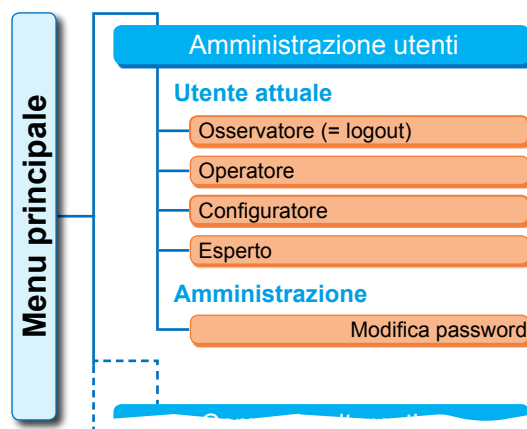 Menu principale
Amministrazione utenti
Utente attuale
Osservatore (= logout)
Operatore
Configuratore
Esperto
Amministrazione
Modifica password